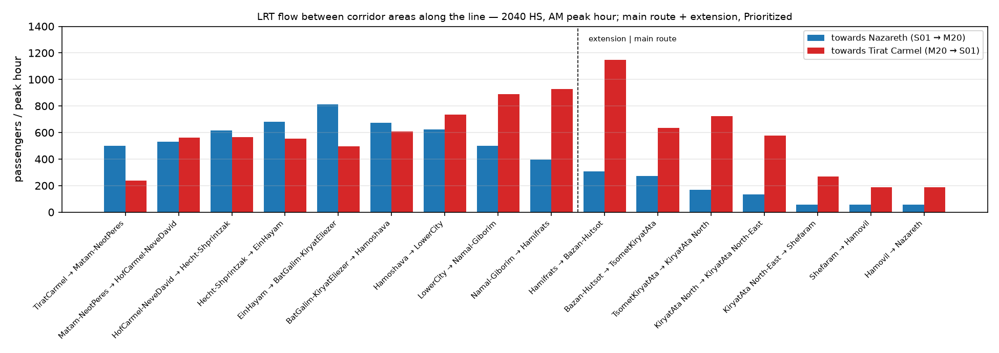 LRT flow between corridor areas along the line — 2040 HS, AM peak hour; main route + extension, Prioritized
passengers / peak hour
1400
1200
1000
800
600
400
200
0
extension | main route
towards Nazareth (S01 → M20)
towards Tirat Carmel (M20 → S01)
TiratCarmel → Matam-NeotPeres
Matam-NeotPeres → HofCarmel-NeveDavid
HofCarmel-NeveDavid → Hecht-Shprintzak
Hecht-Shprintzak → EinHayam
EinHayam → BatGalim-KiryatEliezer
BatGalim-KiryatEliezer → Hamoshava
Hamoshava → LowerCity
LowerCity → Namal-Giborim
Namal-Giborim → Hamifrats
Hamifrats → Bazan-Hutsot
Bazan-Hutsot → TsometKiryatAta
TsometKiryatAta → KiryatAta North
KiryatAta North → KiryatAta North-East
KiryatAta North-East → Shefaram
Shefaram → Hamovil
Hamovil → Nazareth